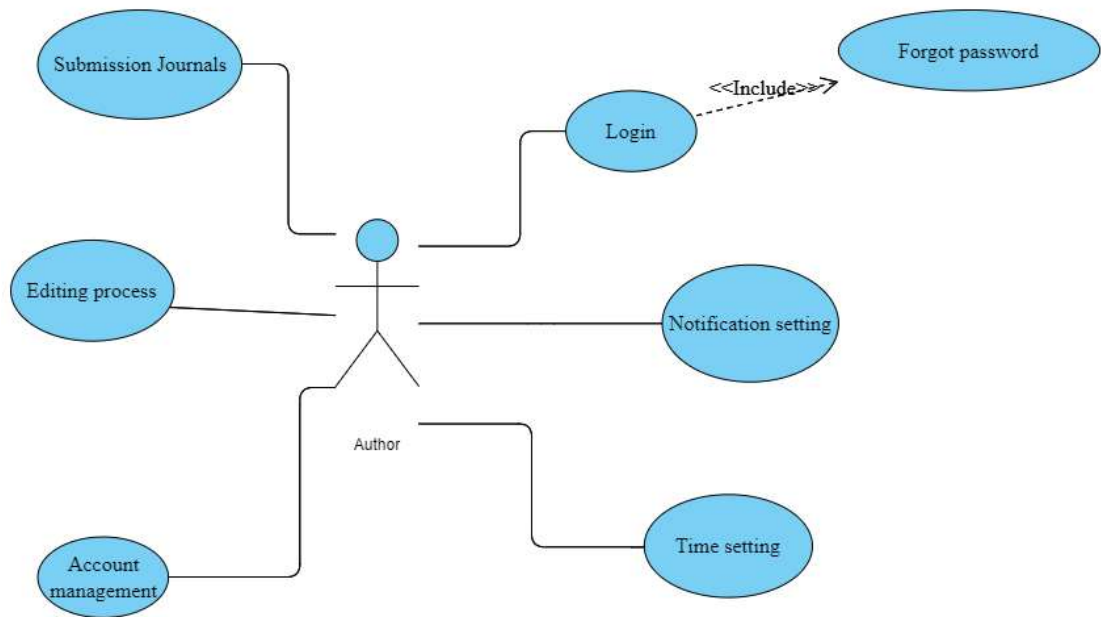 Submission Journals
Forgot password
<<Include>>
Login
Editing process
Notification setting
Author
Account
management
Time setting